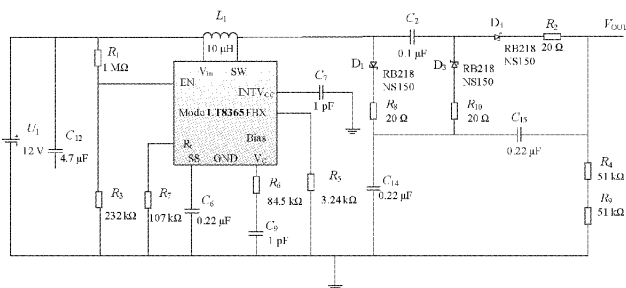 L1
10 μH
C2
0.1 μF
D1
RB218
NS150
R2
20 Ω
VOUT
R1
1 MΩ
Vin
SW
EN
INTVCC
C7
1 pF
D1
RB218
NS150
D3
RB218
NS150
Mode LT8365 FBX
R8
20 Ω
R10
20 Ω
C15
0.22 μF
U1
12 V
C12
4.7 μF
Bias
Rt
SS
GND
VC
R3
232 kΩ
R7
107 kΩ
C6
0.22 μF
R6
84.5 kΩ
R5
3.24 kΩ
C14
0.22 μF
R4
51 kΩ
R9
51 kΩ
C9
1 pF